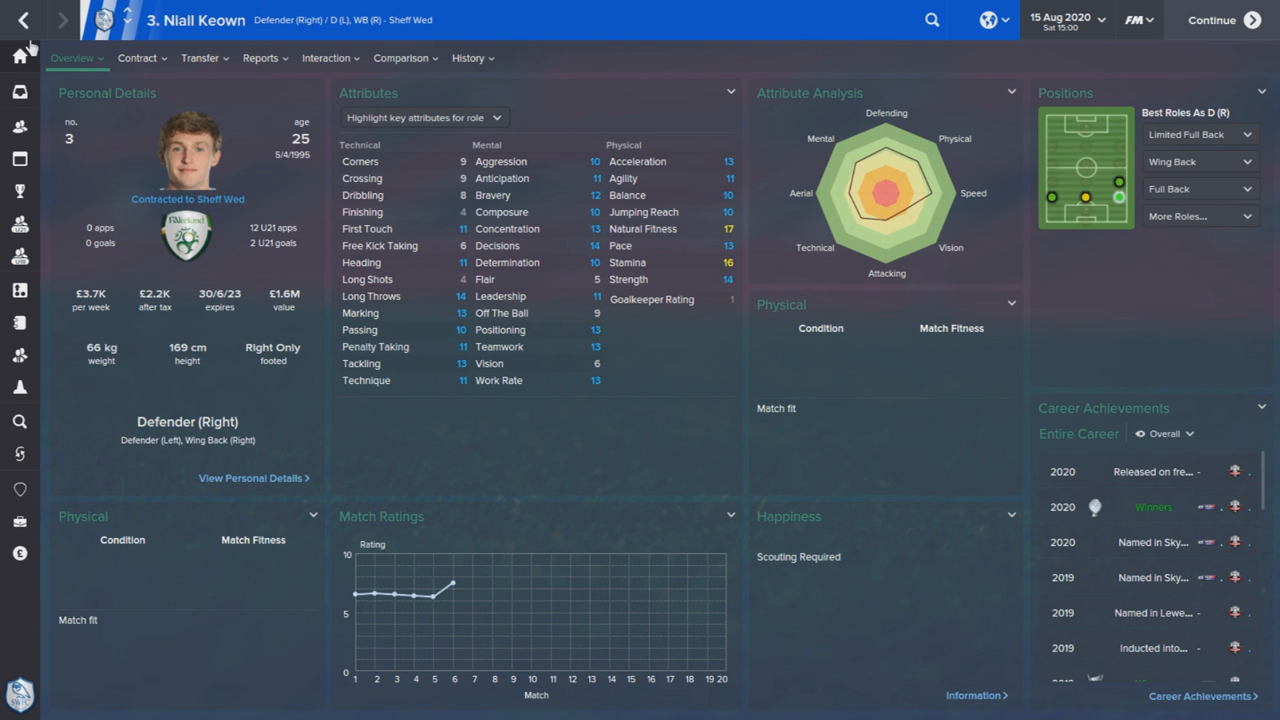 3. Niall Keown
Defender (Right) / D (L), WB (R) - Sheff Wed
15 Aug 2020
Sat 15:00
FM
Continue
Overview
Contract
Transfer
Reports
Interaction
Comparison
History
Personal Details
no.
3
age
25
5/4/1995
Contracted to Sheff Wed
0 apps
0 goals
12 U21 apps
2 U21 goals
£3.7K
per week
£2.2K
after tax
30/6/23
expires
£1.6M
value
66 kg
weight
169 cm
height
Right Only
footed
Defender (Right)
Defender (Left), Wing Back (Right)
View Personal Details >
Attributes
Highlight key attributes for role
Technical Mental Physical
Corners 9 Aggression 10 Acceleration 13
Crossing 9 Anticipation 11 Agility 11
Dribbling 8 Bravery 12 Balance 10
Finishing 4 Composure 10 Jumping Reach 10
First Touch 11 Concentration 13 Natural Fitness 17
Free Kick Taking 6 Decisions 14 Pace 13
Heading 11 Determination 10 Stamina 16
Long Shots 4 Flair 5 Strength 14
Long Throws 14 Leadership 11 Goalkeeper Rating 1
Marking 13 Off The Ball 9
Passing 10 Positioning 13
Penalty Taking 11 Teamwork 13
Tackling 13 Vision 6
Technique 11 Work Rate 13
Attribute Analysis
Defending
Mental
Physical
Aerial
Speed
Technical
Vision
Attacking
Physical
Condition
Match Fitness
Match fit
Positions
Best Roles As D (R)
Limited Full Back
Wing Back
Full Back
More Roles...
Career Achievements
Entire Career
Overall
2020 Released on fre... -
2020 Winners
2020 Named in Sky...
2019 Named in Sky...
2019 Named in Lewe... -
2019 Inducted into... -
Career Achievements >
Physical
Condition
Match Fitness
Match fit
Match Ratings
Rating
10
5
0
1 2 3 4 5 6 7 8 9 10 11 12 13 14 15 16 17 18 19 20
Match
Happiness
Scouting Required
Information >